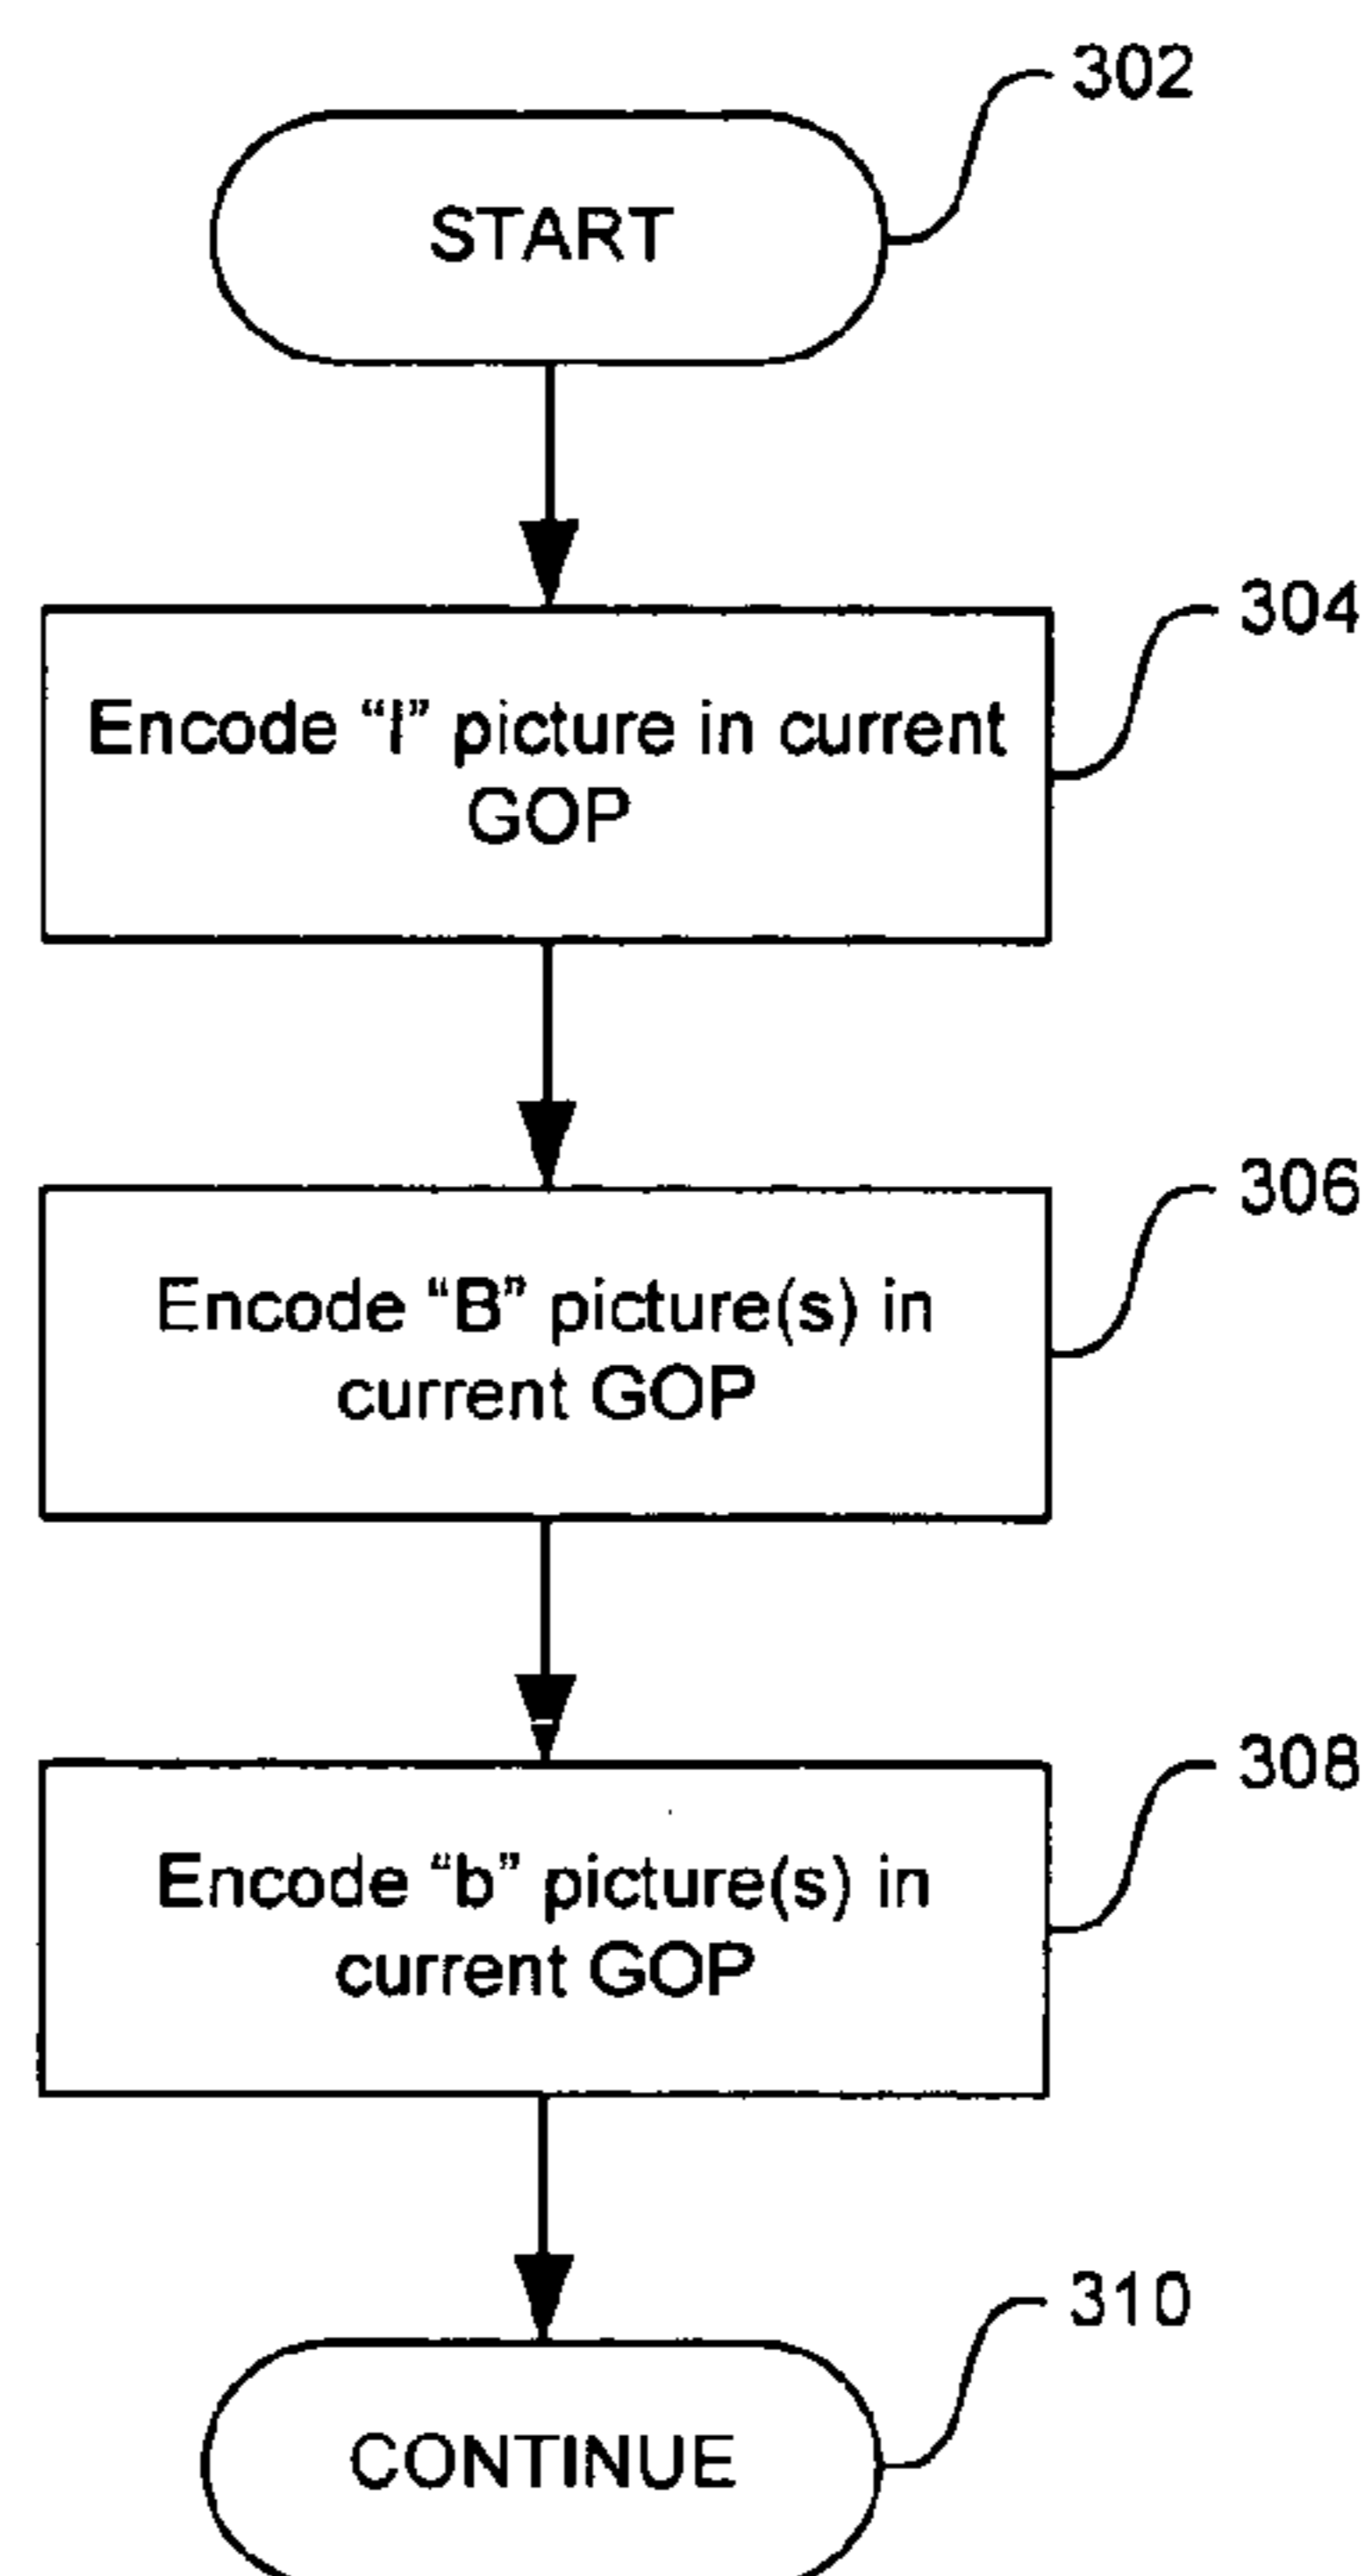 302
START
304
Encode “I” picture in current
GOP
306
Encode “B” picture(s) in
current GOP
308
Encode “b” picture(s) in
current GOP
310
CONTINUE